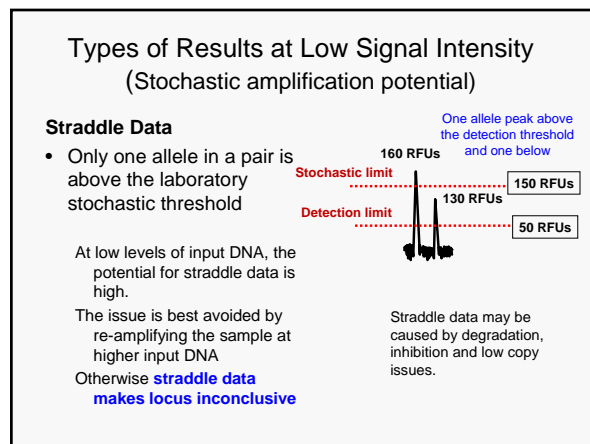 Types of Results at Low Signal Intensity
(Stochastic amplification potential)
Straddle Data
• Only one allele in a pair is
above the laboratory
stochastic threshold
At low levels of input DNA, the
potential for straddle data is
high.
The issue is best avoided by
re-amplifying the sample at
higher input DNA
Otherwise straddle data
makes locus inconclusive
One allele peak above
the detection threshold
and one below
160 RFUs
Stochastic limit
150 RFUs
130 RFUs
Detection limit
50 RFUs
Straddle data may be
caused by degradation,
inhibition and low copy
issues.